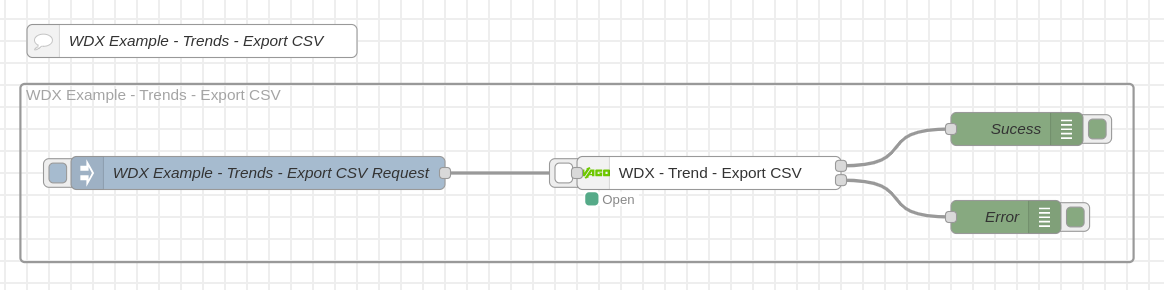 WDX Example - Trends - Export CSV
WDX Example - Trends - Export CSV
Sucess
WDX Example - Trends - Export CSV Request
WAGO WDX - Trend - Export CSV
Open
Error